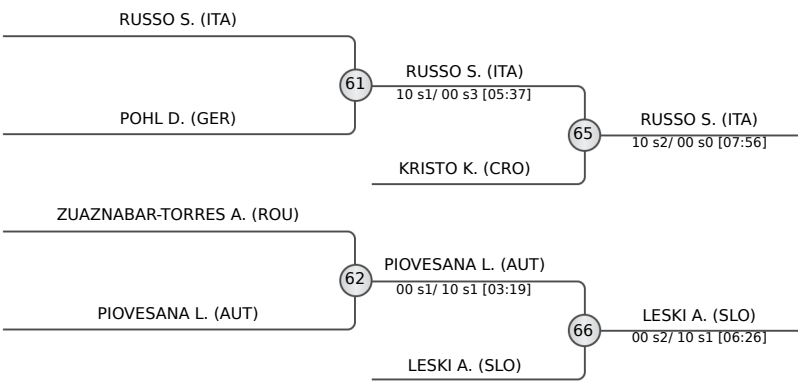 RUSSO S. (ITA)
61
POHL D. (GER)
RUSSO S. (ITA)
10 s1/ 00 s3 [05:37]
65
KRISTO K. (CRO)
RUSSO S. (ITA)
10 s2/ 00 s0 [07:56]
ZUAZNABAR-TORRES A. (ROU)
62
PIOVESANA L. (AUT)
PIOVESANA L. (AUT)
00 s1/ 10 s1 [03:19]
66
LESKI A. (SLO)
LESKI A. (SLO)
00 s2/ 10 s1 [06:26]